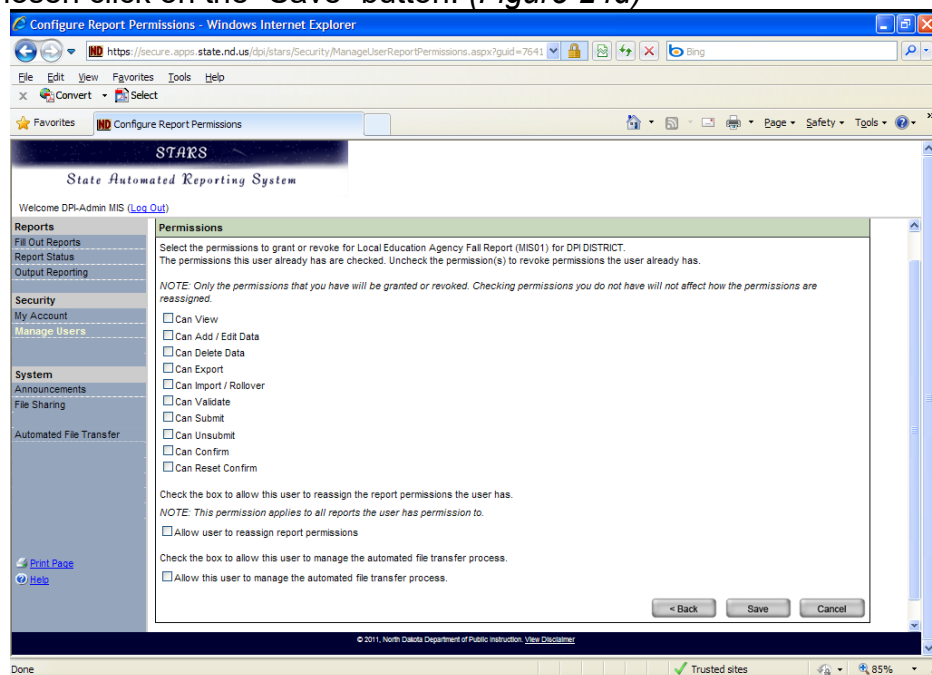 click on the "Save" button. (Figure 21d)
Configure Report Permissions - Windows Internet Explorer
https://secure.apps.state.nd.us/dpi/stars/Security/ManageUserReportPermissions.aspx?guid=7641
Bing
File Edit View Favorites Tools Help
x Convert Select
Favorites Configure Report Permissions Page Safety Tools
STARS
State Automated Reporting System
Welcome DPI-Admin MIS (Log Out)
Reports
Fill Out Reports
Report Status
Output Reporting
Security
My Account
Manage Users
System
Announcements
File Sharing
Automated File Transfer
Print Page
Help
Permissions
Select the permissions to grant or revoke for Local Education Agency Fall Report (MIS01) for DPI DISTRICT.
The permissions this user already has are checked. Uncheck the permission(s) to revoke permissions the user already has.
NOTE: Only the permissions that you have will be granted or revoked. Checking permissions you do not have will not affect how the permissions are
reassigned.
Can View
Can Add / Edit Data
Can Delete Data
Can Export
Can Import / Rollover
Can Validate
Can Submit
Can Unsubmit
Can Confirm
Can Reset Confirm
Check the box to allow this user to reassign the report permissions the user has.
NOTE: This permission applies to all reports the user has permission to.
Allow user to reassign report permissions
Check the box to allow this user to manage the automated file transfer process.
Allow this user to manage the automated file transfer process.
< Back Save Cancel
© 2011, North Dakota Department of Public Instruction. View Disclaimer
Done Trusted sites 85%